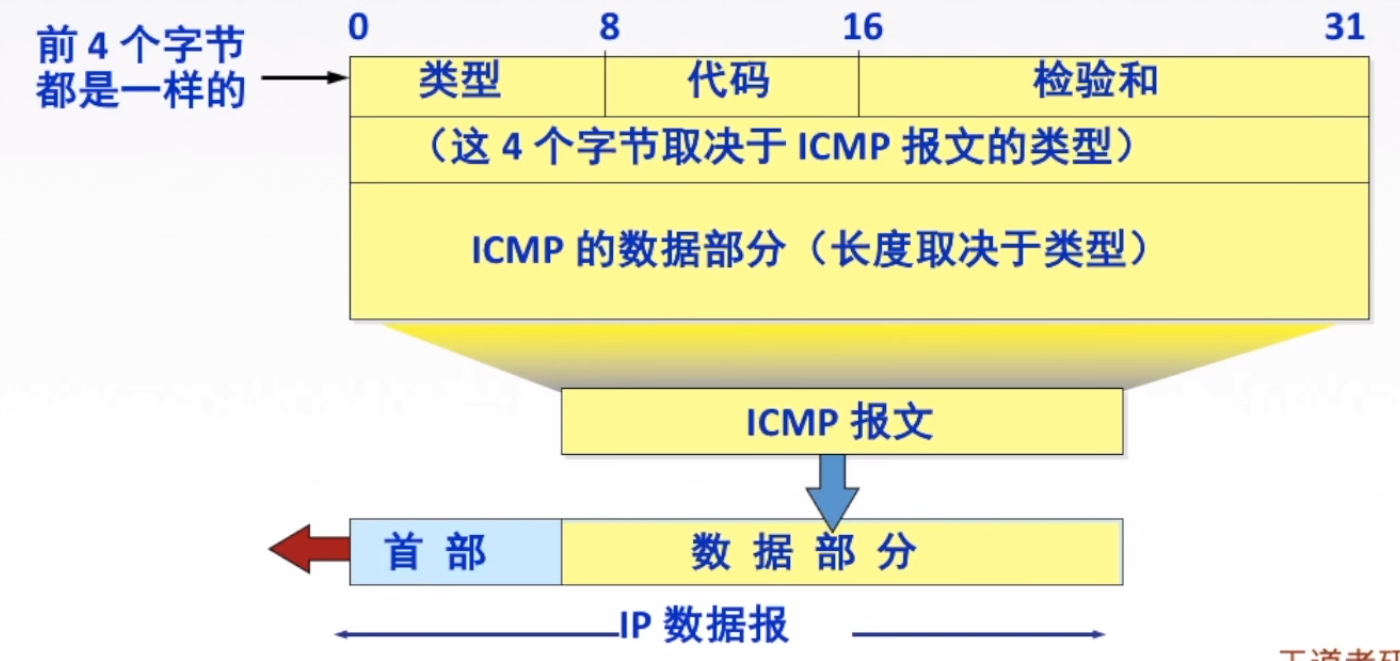 0 8 16 31
前 4 个字节
都是一样的
类型 代码 检验和
（这 4 个字节取决于 ICMP 报文的类型）
ICMP 的数据部分（长度取决于类型）
ICMP 报文
首 部 数 据 部 分
IP 数据报